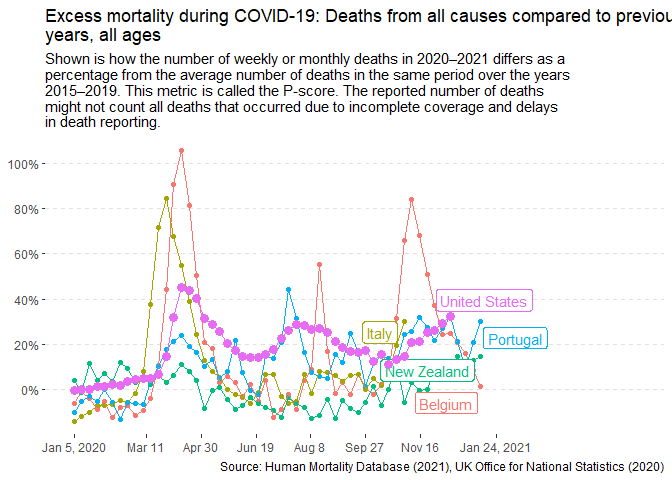 Excess mortality during COVID-19: Deaths from all causes compared to previou
years, all ages
Shown is how the number of weekly or monthly deaths in 2020–2021 differs as a
percentage from the average number of deaths in the same period over the years
2015–2019. This metric is called the P-score. The reported number of deaths
might not count all deaths that occurred due to incomplete coverage and delays
in death reporting.
100%
80%
60%
40%
20%
0%
United States
Italy
Portugal
New Zealand
Belgium
Jan 5, 2020
Mar 11
Apr 30
Jun 19
Aug 8
Sep 27
Nov 16
Jan 24, 2021
Source: Human Mortality Database (2021), UK Office for National Statistics (2020)